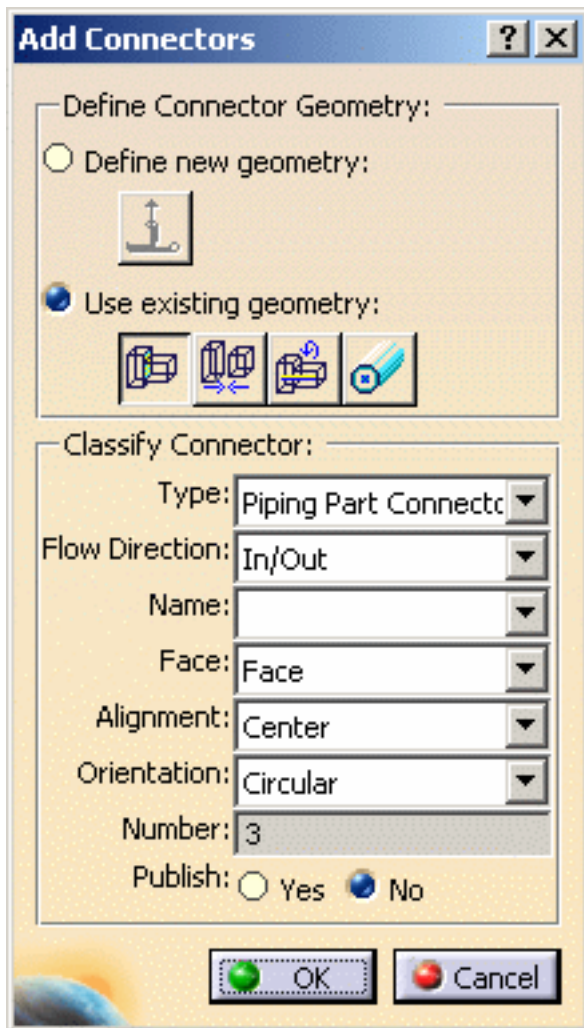 Add Connectors
Define Connector Geometry:
Define new geometry:
Use existing geometry:
Classify Connector:
Type: Piping Part Connectc
Flow Direction: In/Out
Name:
Face: Face
Alignment: Center
Orientation: Circular
Number: 3
Publish: Yes No
OK Cancel